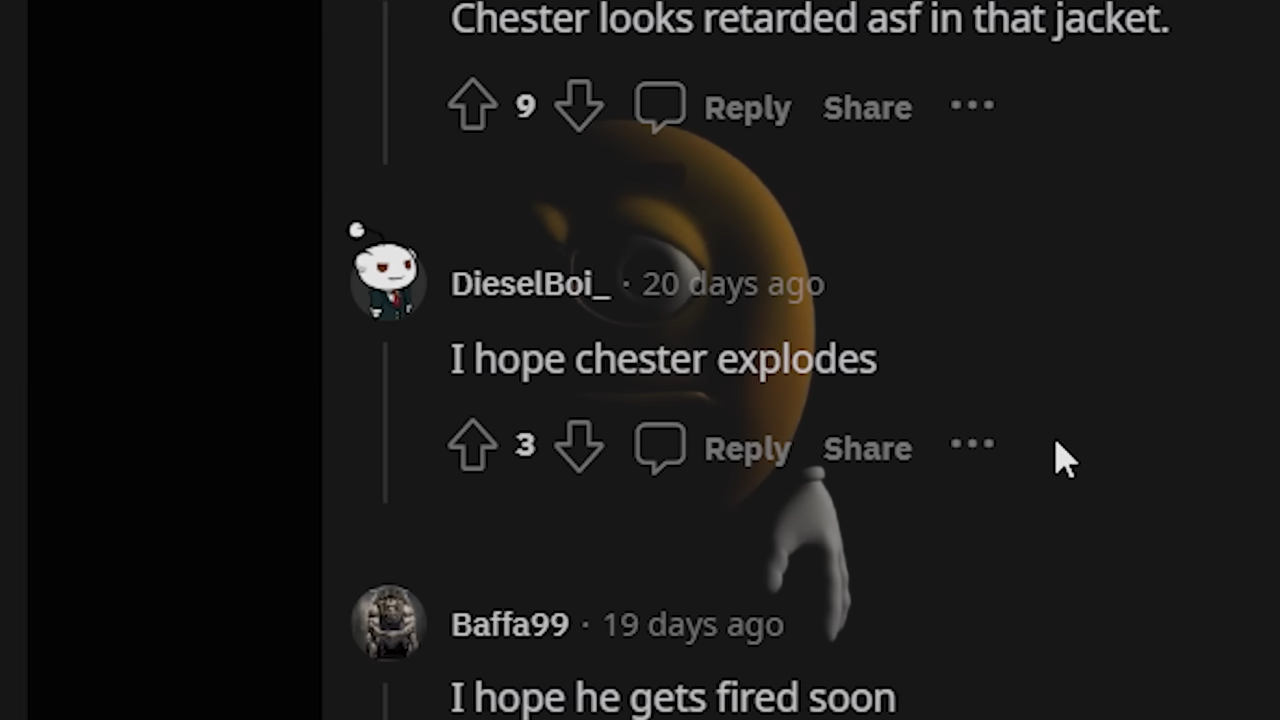 Chester looks retarded asf in that jacket.
9 Reply Share
DieselBoi_ · 20 days ago
I hope chester explodes
3 Reply Share
Baffa99 · 19 days ago
I hope he gets fired soon